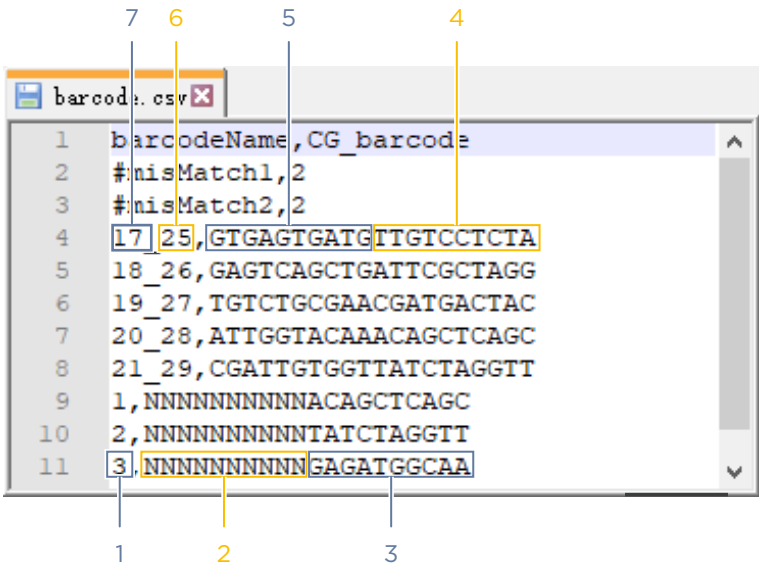 7 6 5 4
barcode.csv
1 barcodeName,CG_barcode
2 #misMatch1,2
3 #misMatch2,2
4 17_25,GTGAGTGATGTTGTCCTCTA
5 18_26,GAGTCAGCTGATTCGCTAGG
6 19_27,TGTCTGCGAACGATGACTAC
7 20_28,ATTGGTACAAACAGCTCAGC
8 21_29,CGATTGTGGTTATCTAGGTT
9 1,NNNNNNNNNNACAGCTCAGC
10 2,NNNNNNNNNNTATCTAGGTT
11 3,NNNNNNNNNNGAGATGGCAA
1 2 3